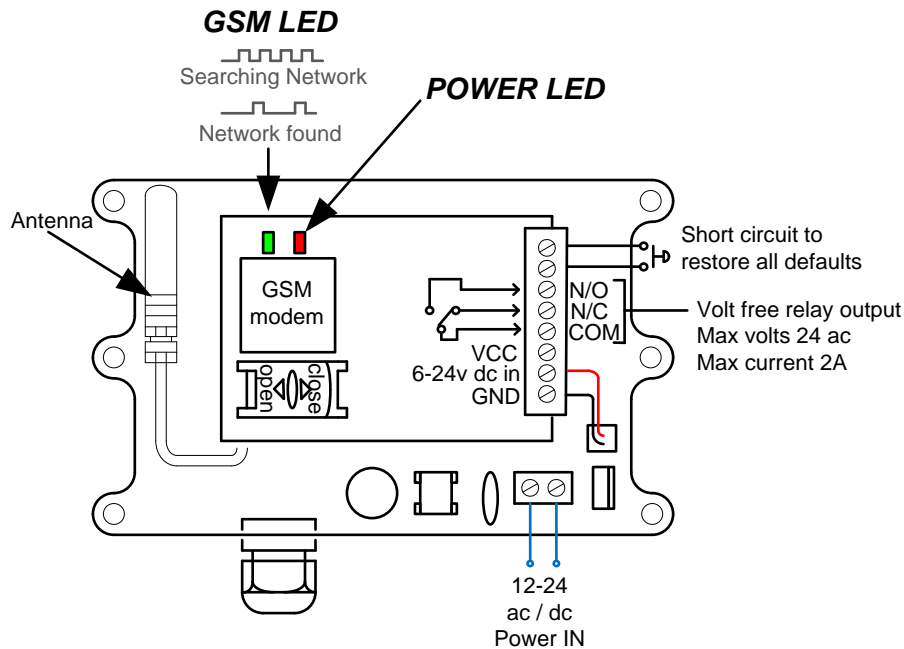 GSM LED
Searching Network
Network found
POWER LED
Antenna
GSM
modem
open
close
N/O
N/C
COM
VCC
6-24v dc in
GND
Short circuit to
restore all defaults
Volt free relay output
Max volts 24 ac
Max current 2A
12-24
ac / dc
Power IN